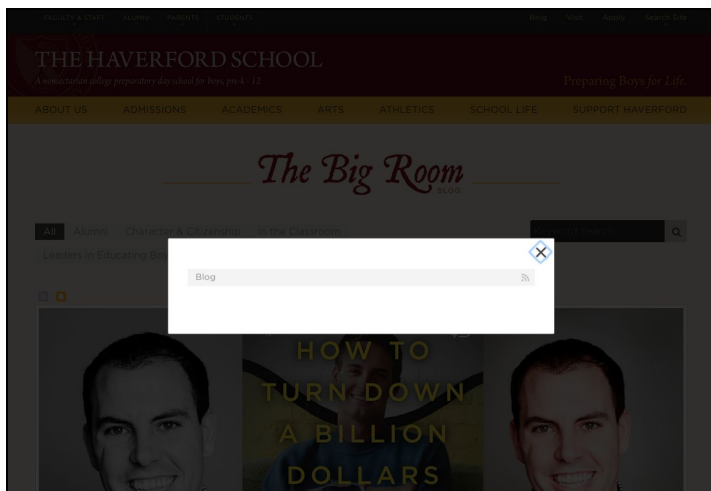 FACULTY & STAFF ALUMNI PARENTS STUDENTS Blog Visit Apply Search Site
THE HAVERFORD SCHOOL
A nonsectarian college preparatory day school for boys, pre-k - 12
Preparing Boys for Life.
ABOUT US ADMISSIONS ACADEMICS ARTS ATHLETICS SCHOOL LIFE SUPPORT HAVERFORD
The Big Room
BLOG
All Alumni Character & Citizenship In the Classroom
Keyword Search
Leaders in Educating Boys
Blog
HOW TO
TURN DOWN
A BILLION
DOLLARS